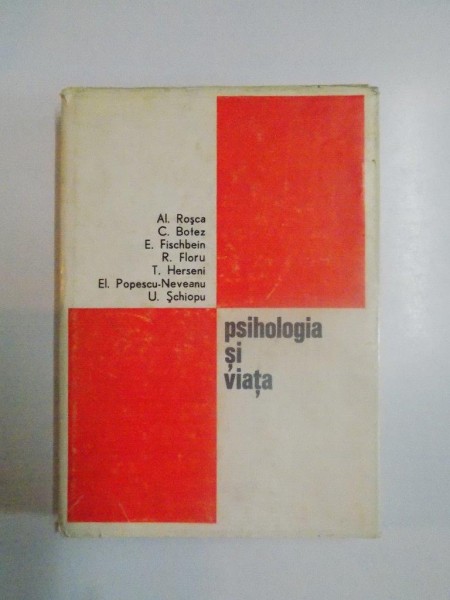 Al. Roşca
C. Botez
E. Fischbein
R. Floru
T. Herseni
El. Popescu-Neveanu
U. Şchiopu
psihologia
şi
viaţa